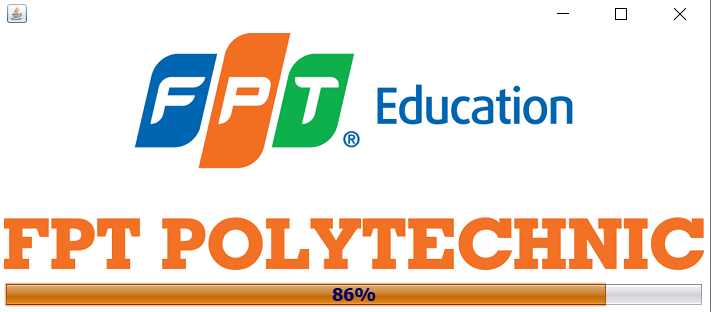 FPT® Education
FPT POLYTECHNIC
86%